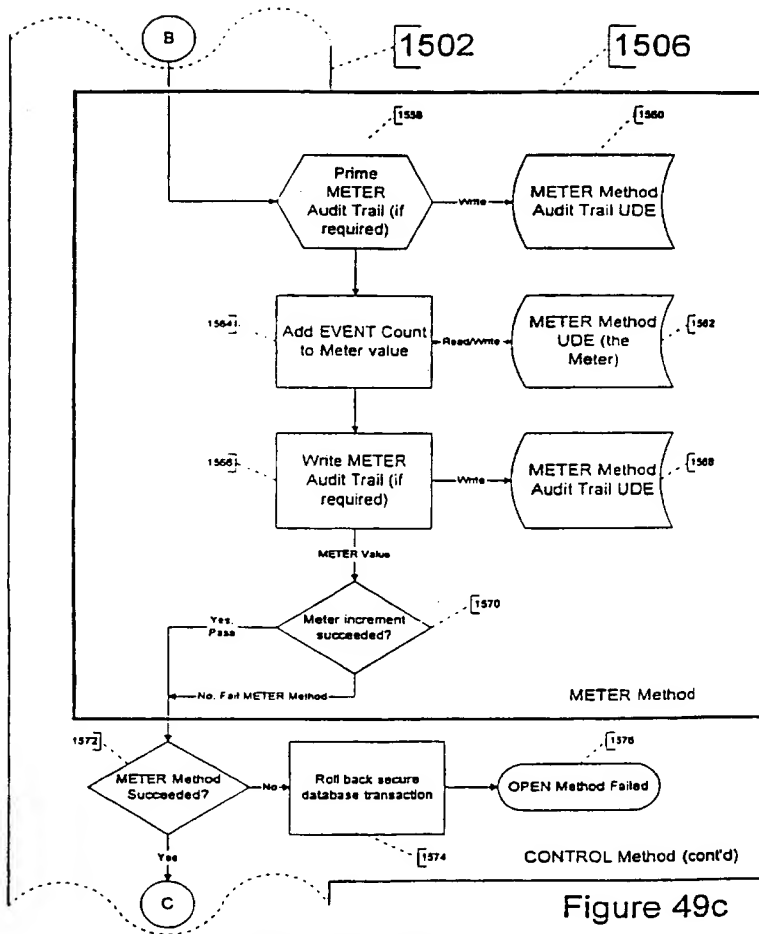 B
1502
1506
1558
1560
Prime
METER
Audit Trail (if
required)
Write
METER Method
Audit Trail UDE
1564
Add EVENT Count
to Meter value
Read/Write
METER Method
UDE (the
Meter)
1562
1566
Write METER
Audit Trail (if
required)
Write
METER Method
Audit Trail UDE
1568
METER Value
Meter increment
succeeded?
1570
Yes,
Pass
No, Fail METER Method
METER Method
1572
METER Method
Succeeded?
No
Roll back secure
database transaction
1576
OPEN Method Failed
1574
Yes
CONTROL Method (cont'd)
C
Figure 49c